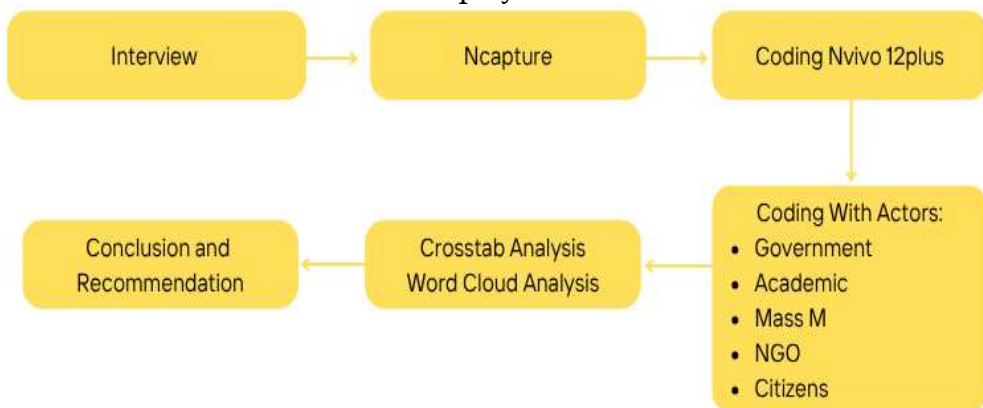 Interview
Ncapture
Coding Nvivo 12plus
Coding With Actors:
• Government
• Academic
• Mass M
• NGO
• Citizens
Crosstab Analysis
Word Cloud Analysis
Conclusion and
Recommendation